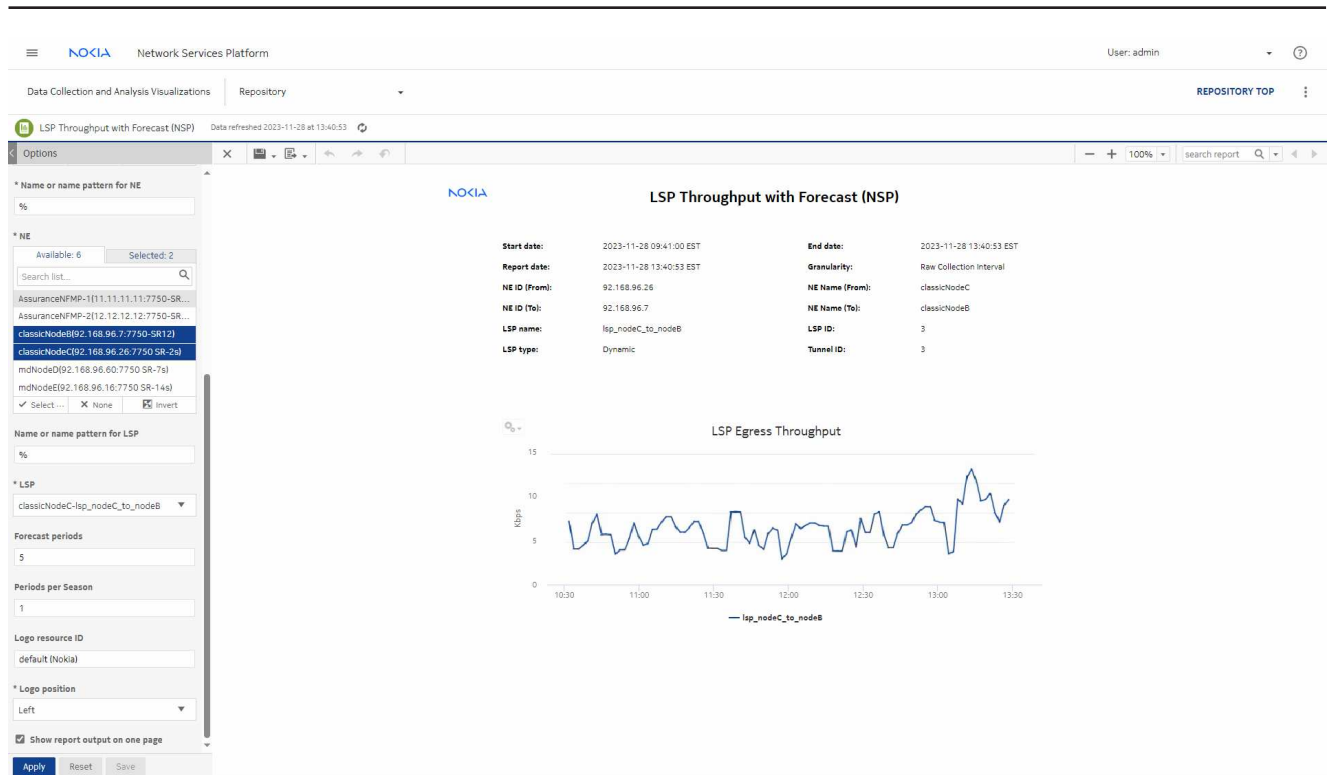 NOKIA Network Services Platform User: admin
Data Collection and Analysis Visualizations Repository REPOSITORY TOP
LSP Throughput with Forecast (NSP) Data refreshed 2023-11-28 at 13:40:53
Options 100% search report
* Name or name pattern for NE
%
* NE
Available: 6 Selected: 2
Search list...
AssuranceNFMP-1(11.11.11.11:7750-SR...
AssuranceNFMP-2(12.12.12.12:7750-SR...
classicNodeB(92.168.96.7:7750-SR12)
classicNodeC(92.168.96.26:7750 SR-2s)
mdNodeD(92.168.96.60:7750 SR-7s)
mdNodeE(92.168.96.16:7750 SR-14s)
Select ... None Invert
Name or name pattern for LSP
%
* LSP
classicNodeC-lsp_nodeC_to_nodeB
Forecast periods
5
Periods per Season
1
Logo resource ID
default (Nokia)
* Logo position
Left
Show report output on one page
Apply Reset Save
NOKIA
LSP Throughput with Forecast (NSP)
Start date: 2023-11-28 09:41:00 EST End date: 2023-11-28 13:40:53 EST
Report date: 2023-11-28 13:40:53 EST Granularity: Raw Collection Interval
NE ID (From): 92.168.96.26 NE Name (From): classicNodeC
NE ID (To): 92.168.96.7 NE Name (To): classicNodeB
LSP name: lsp_nodeC_to_nodeB LSP ID: 3
LSP type: Dynamic Tunnel ID: 3
LSP Egress Throughput
15
10
Kbps
5
0
10:30 11:00 11:30 12:00 12:30 13:00 13:30
lsp_nodeC_to_nodeB